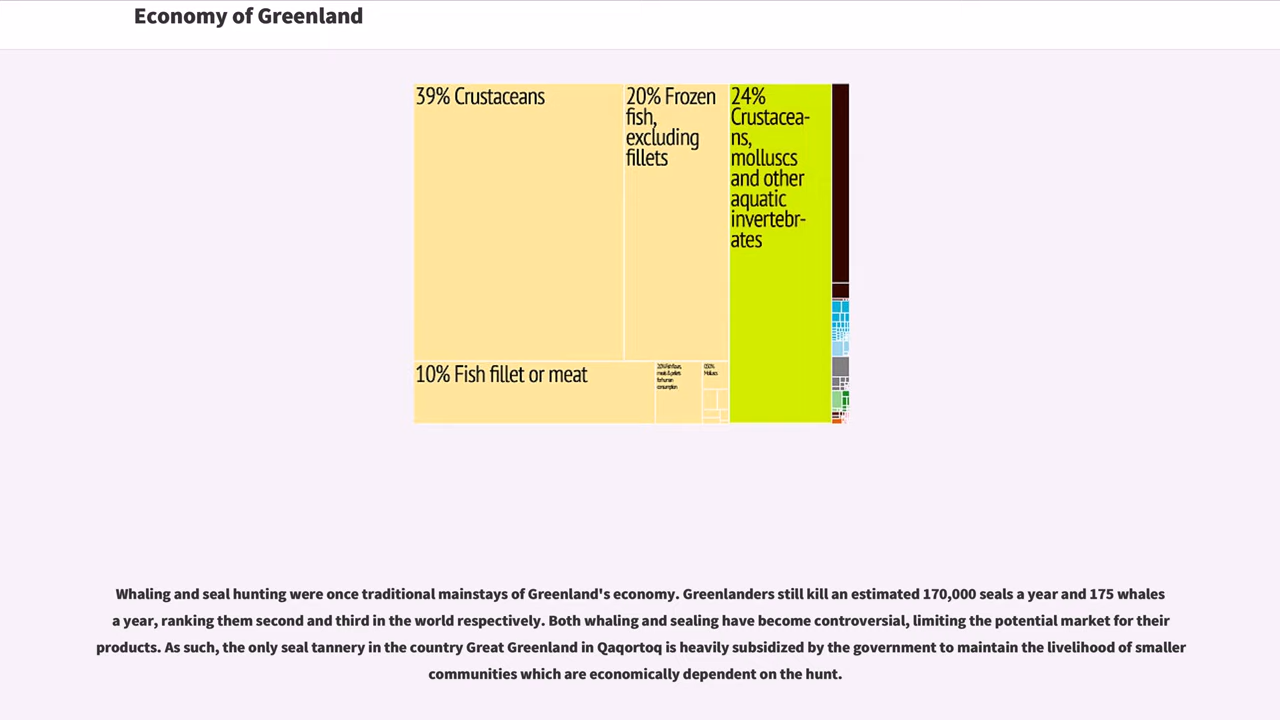 Economy of Greenland
39% Crustaceans
20% Frozen
fish,
excluding
fillets
24%
Crustacea-
ns,
molluscs
and other
aquatic
invertebr-
ates
10% Fish fillet or meat
Whaling and seal hunting were once traditional mainstays of Greenland's economy. Greenlanders still kill an estimated 170,000 seals a year and 175 whales
a year, ranking them second and third in the world respectively. Both whaling and sealing have become controversial, limiting the potential market for their
products. As such, the only seal tannery in the country Great Greenland in Qaqortoq is heavily subsidized by the government to maintain the livelihood of smaller
communities which are economically dependent on the hunt.